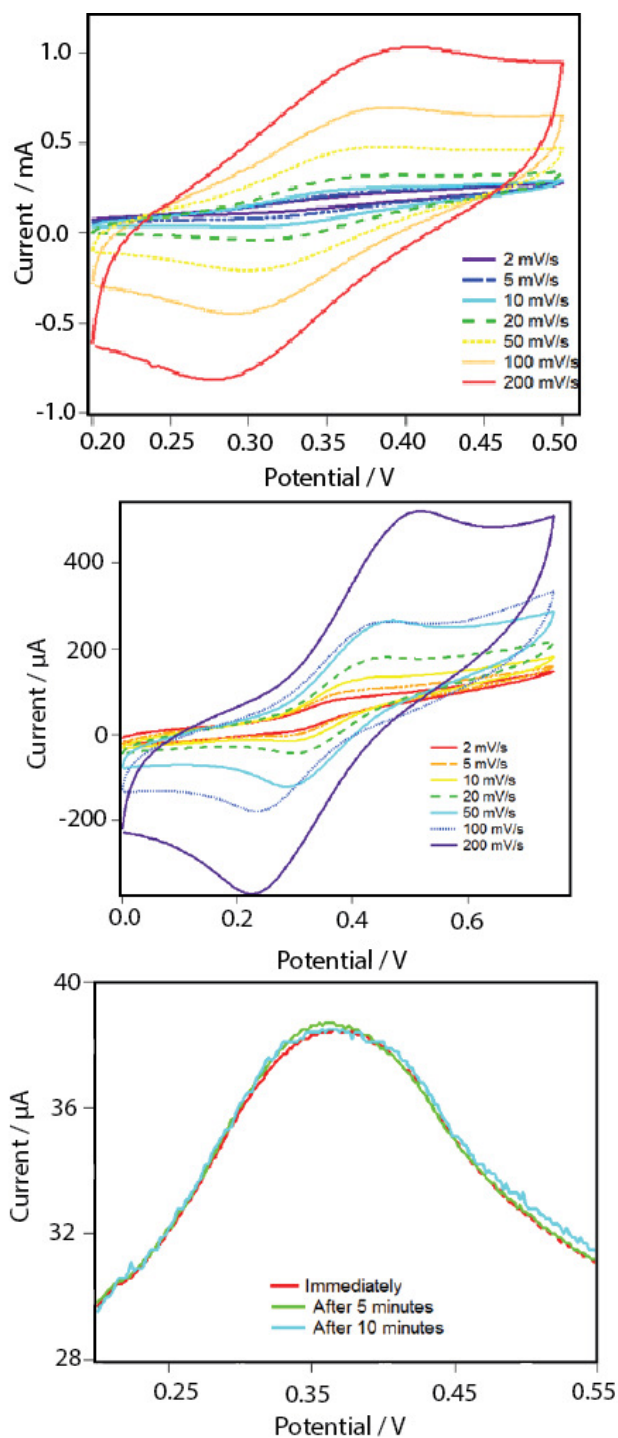 1.0
0.5
0.0
-0.5
-1.0
Current / mA
2 mV/s
5 mV/s
10 mV/s
20 mV/s
50 mV/s
100 mV/s
200 mV/s
0.20 0.25 0.30 0.35 0.40 0.45 0.50
Potential / V
400
200
0
-200
Current / µA
2 mV/s
5 mV/s
10 mV/s
20 mV/s
50 mV/s
100 mV/s
200 mV/s
0.0 0.2 0.4 0.6
Potential / V
40
36
32
28
Current / µA
Immediately
After 5 minutes
After 10 minutes
0.25 0.35 0.45 0.55
Potential / V